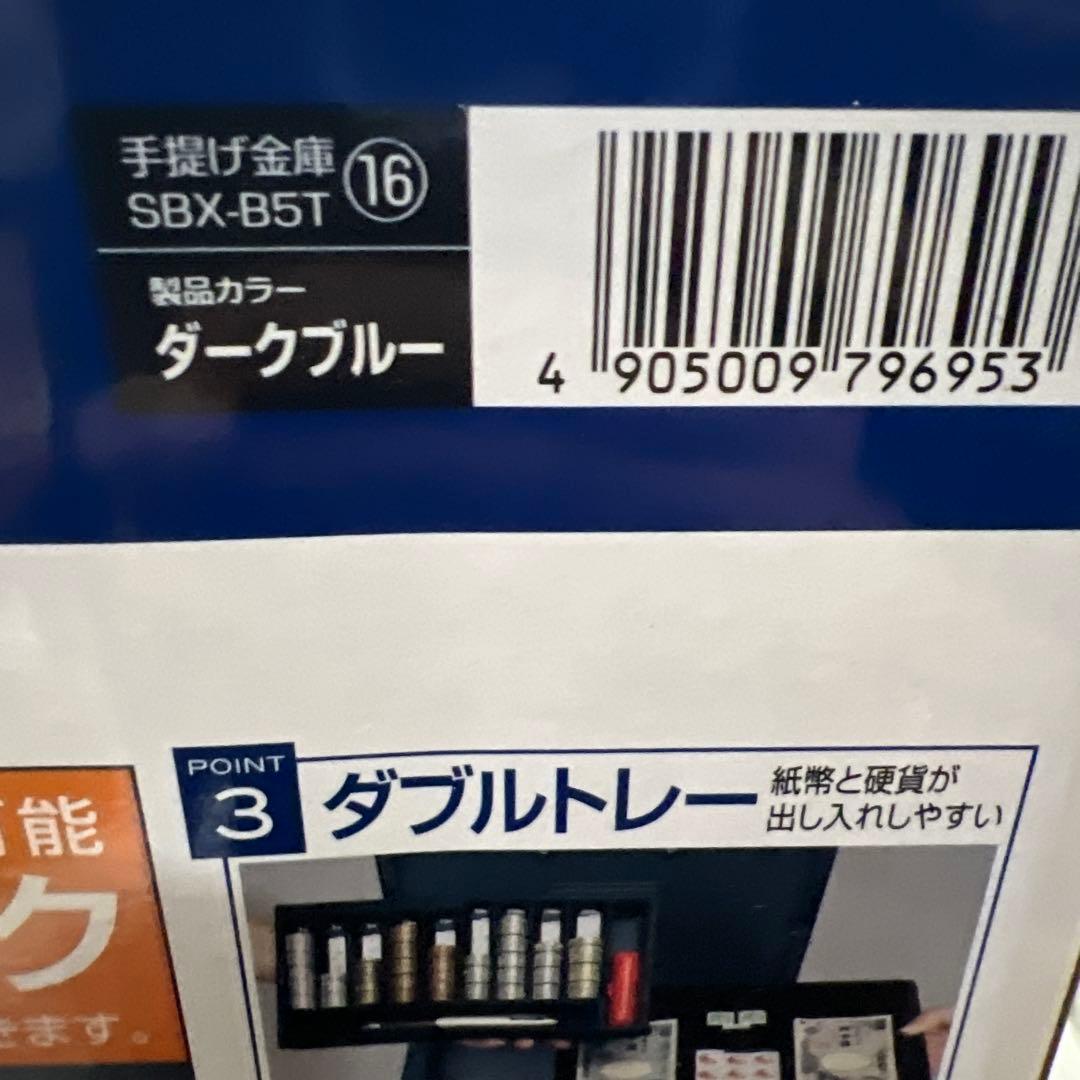 手提げ金庫
SBX-B5T
⑯
製品カラー
ダークブルー
4 905009 796953
POINT
3
ダブルトレー
紙幣と硬貨が
出し入れしやすい
能
ク
きます。